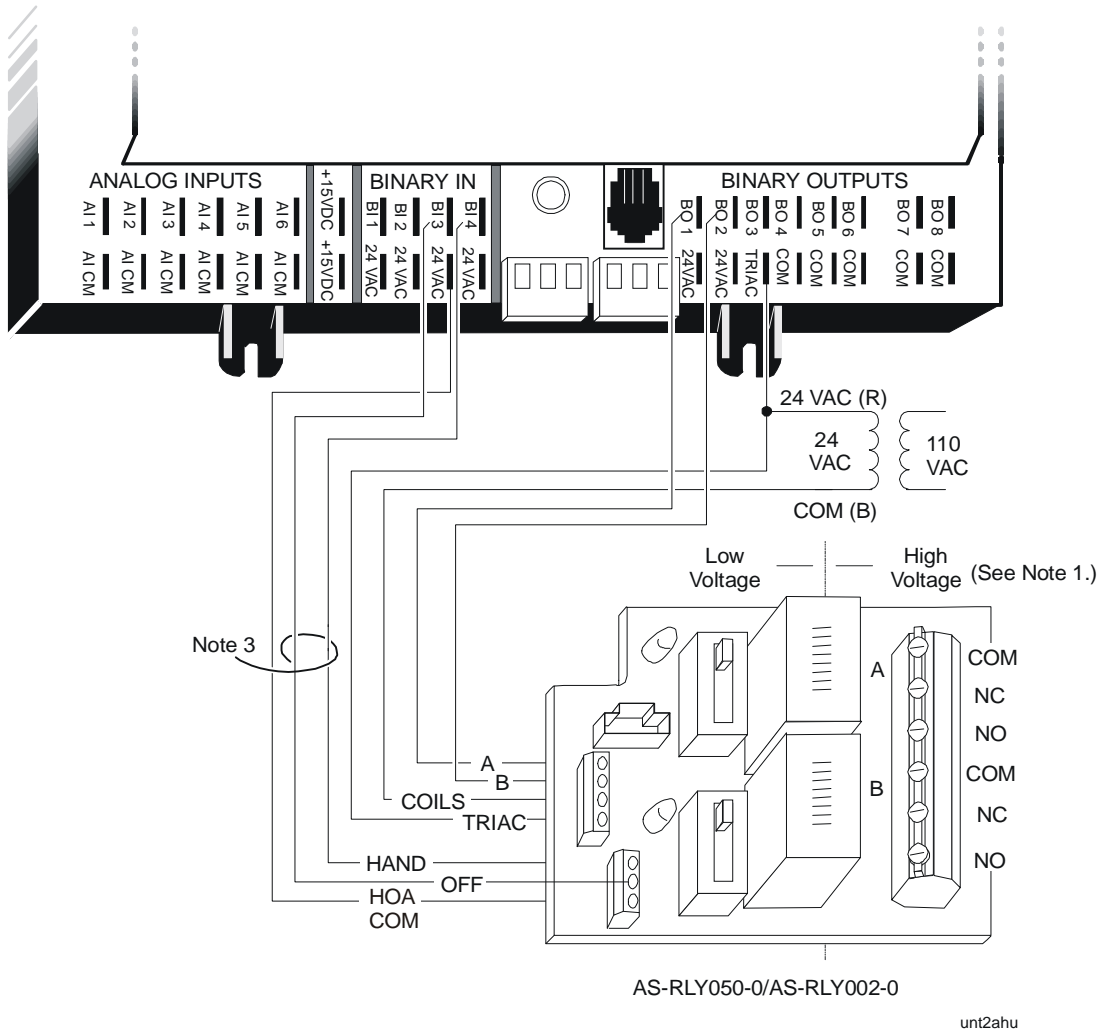 ANALOG INPUTS
BINARY IN
BINARY OUTPUTS
AI 1
AI 2
AI 3
AI 4
AI 5
AI 6
+15VDC
BI 1
BI 2
BI 3
BI 4
BO 1
BO 2
BO 3
BO 4
BO 5
BO 6
BO 7
BO 8
AI CM
AI CM
AI CM
AI CM
AI CM
AI CM
+15VDC
24 VAC
24 VAC
24 VAC
24 VAC
24VAC
24VAC
TRIAC
COM
COM
COM
COM
COM
24 VAC (R)
24
VAC
110
VAC
COM (B)
Low
Voltage
High
Voltage
(See Note 1.)
Note 3
A
COM
NC
NO
B
COM
NC
NO
A
B
COILS
TRIAC
HAND
OFF
HOA
COM
AS-RLY050-0/AS-RLY002-0
unt2ahu